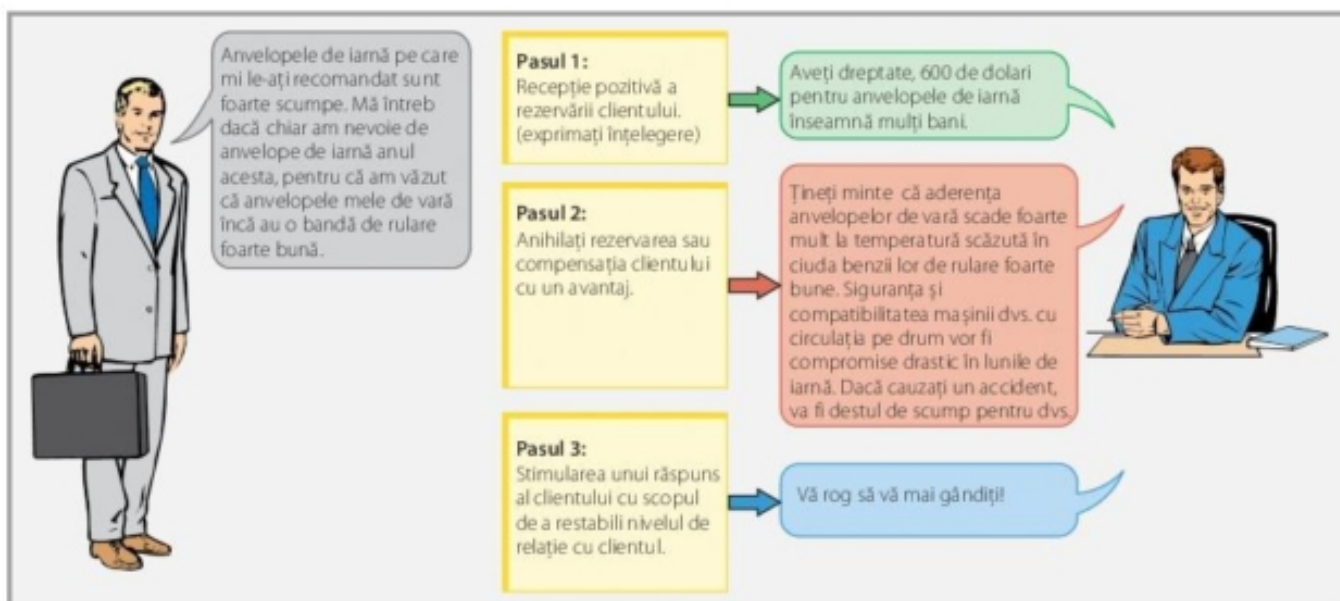 Anvelopele de iarnă pe care
mi le-ați recomandat sunt
foarte scumpe. Mă întreb
dacă chiar am nevoie de
anvelope de iarnă anul
acesta, pentru că am văzut
că anvelopele mele de vară
încă au o bandă de rulare
foarte bună.
Pasul 1:
Recepție pozitivă a
rezervării clientului.
(exprimați înțelegere)
Aveți dreptate, 600 de dolari
pentru anvelopele de iarnă
înseamnă mulți bani.
Pasul 2:
Anihilați rezervarea sau
compensația clientului
cu un avantaj.
Țineți minte că aderența
anvelopelor de vară scade foarte
mult la temperatură scăzută în
ciuda benzii lor de rulare foarte
bune. Siguranța și
compatibilitatea mașinii dvs. cu
circulația pe drum vor fi
compromise drastic în lunile de
iarnă. Dacă cauzați un accident,
va fi destul de scump pentru dvs.
Pasul 3:
Stimularea unui răspuns
al clientului cu scopul
de a restabili nivelul de
relație cu clientul.
Vă rog să vă mai gândiți!